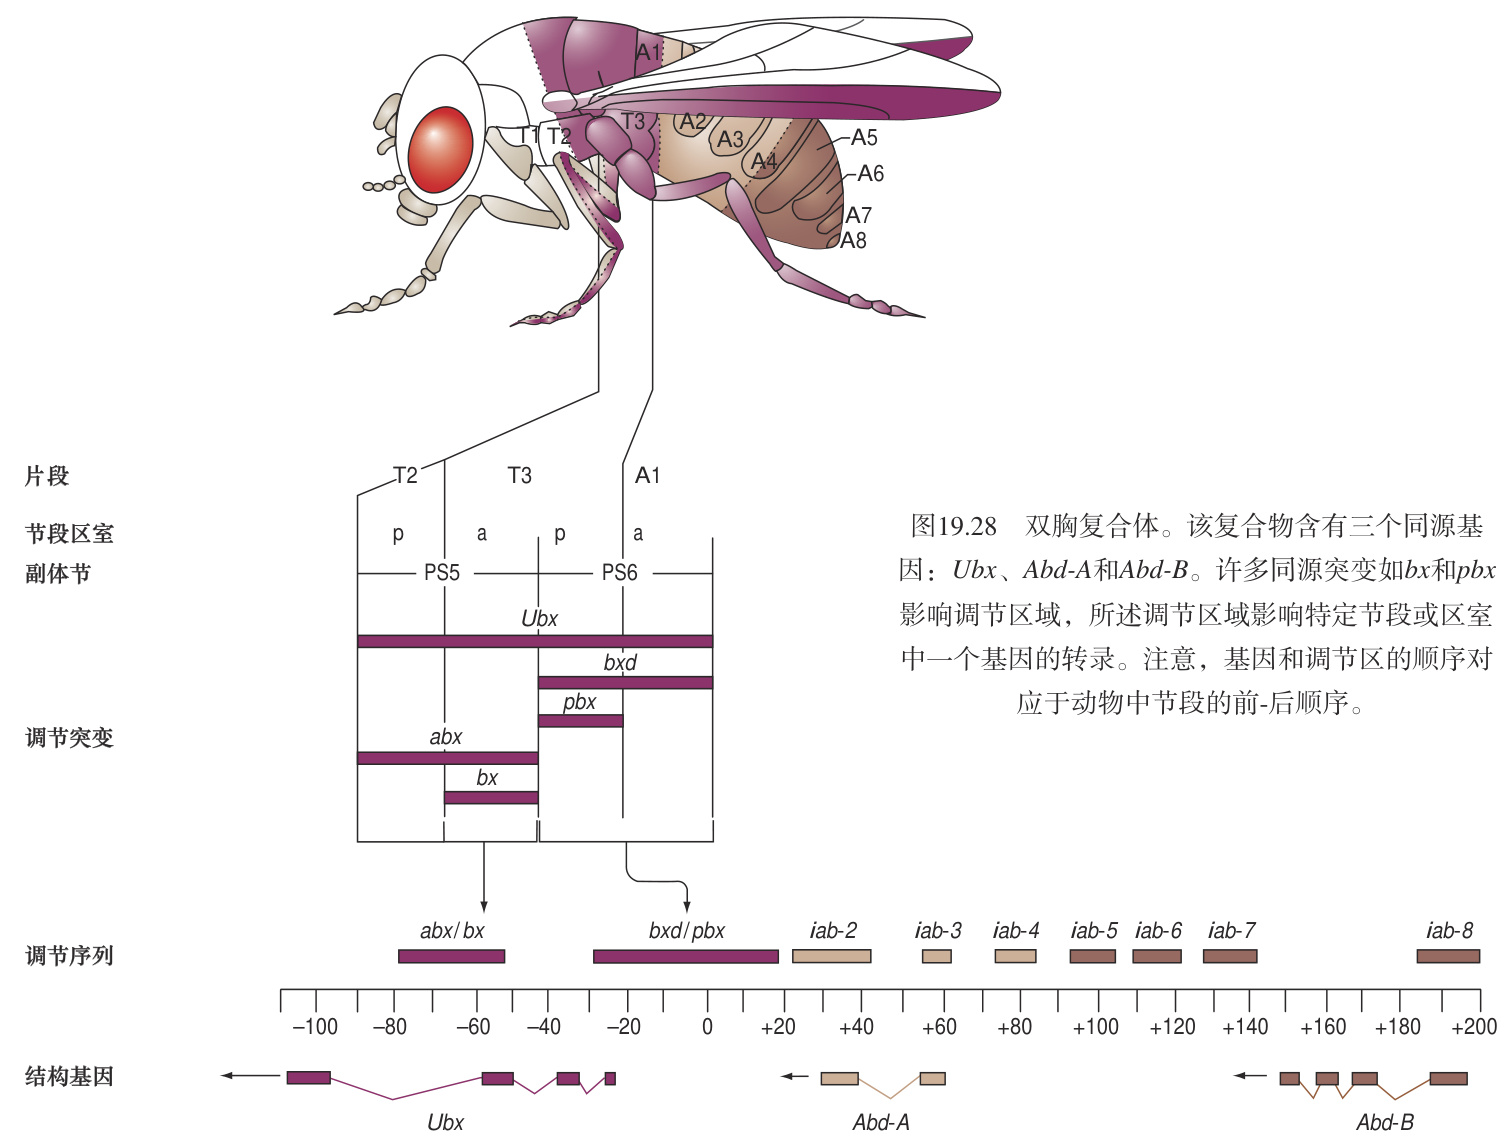 A1
T1 T2 T3 A2 A3 A4 A5
A6
A7
A8
片段 T2 T3 A1
节段区室 p a p a
副体节 PS5 PS6
Ubx
bxd
pbx
调节突变 abx
bx
图19.28 双胸复合体。该复合物含有三个同源基
因：Ubx、Abd-A和Abd-B。许多同源突变如bx和pbx
影响调节区域，所述调节区域影响特定节段或区室
中一个基因的转录。注意，基因和调节区的顺序对
应于动物中节段的前-后顺序。
abx/bx bxd/pbx iab-2 iab-3 iab-4 iab-5 iab-6 iab-7 iab-8
调节序列
–100 –80 –60 –40 –20 0 +20 +40 +60 +80 +100 +120 +140 +160 +180 +200
结构基因
Ubx Abd-A Abd-B